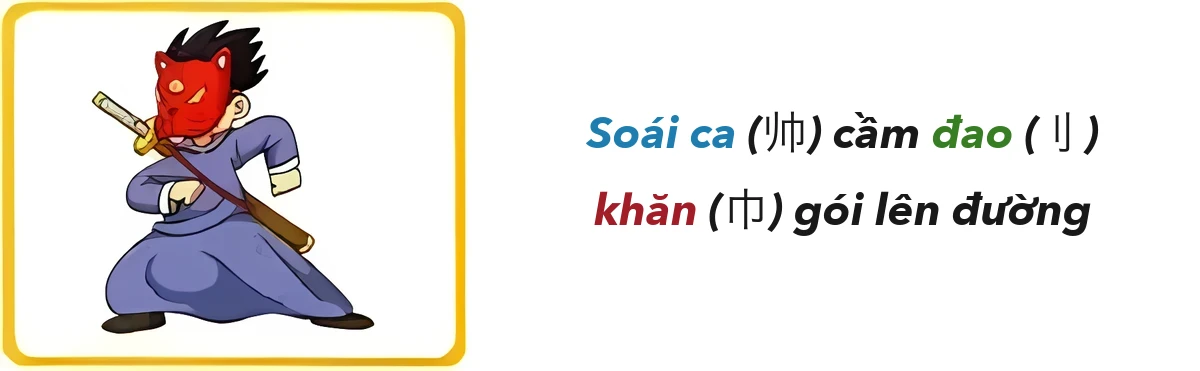 Soái ca (帅) cầm đao (刂)
khăn (巾) gói lên đường